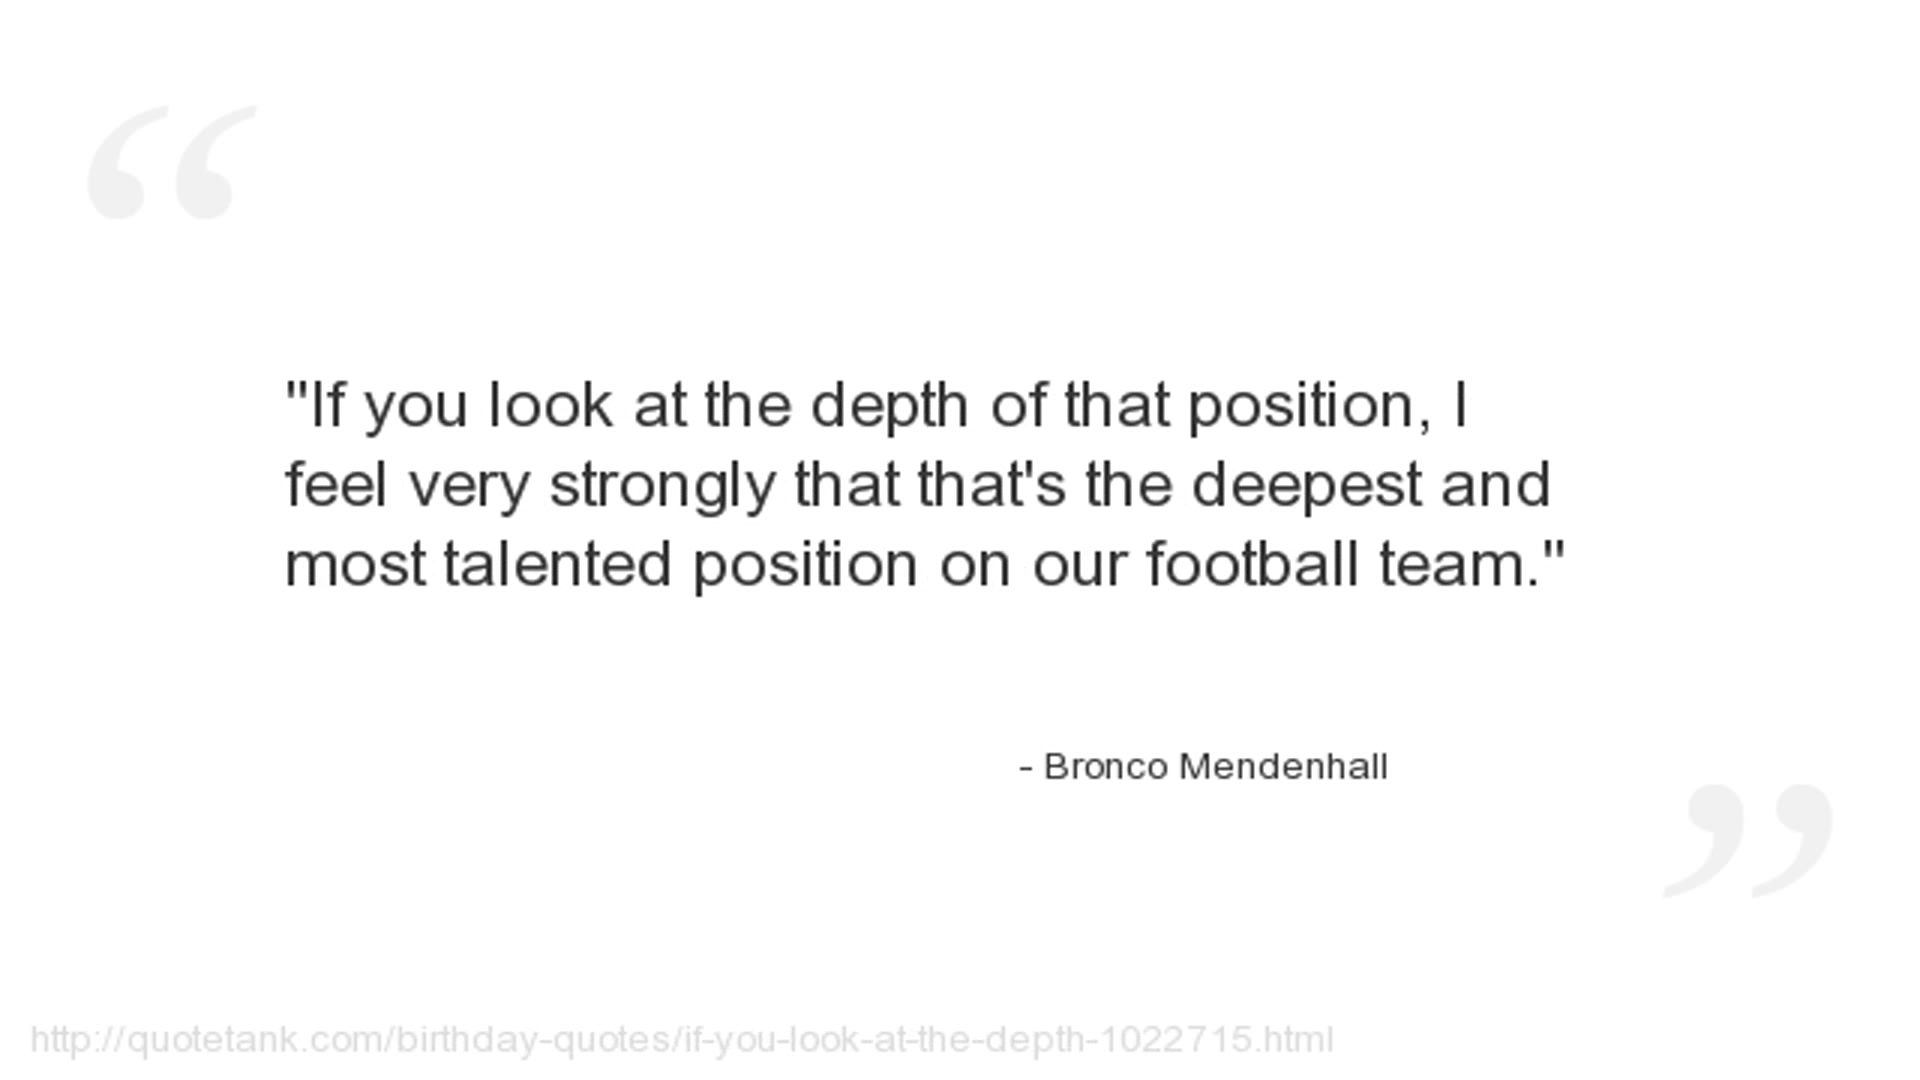 "If you look at the depth of that position, I
feel very strongly that that's the deepest and
most talented position on our football team."
- Bronco Mendenhall
http://quotetank.com/birthday-quotes/if-you-look-at-the-depth-1022715.html